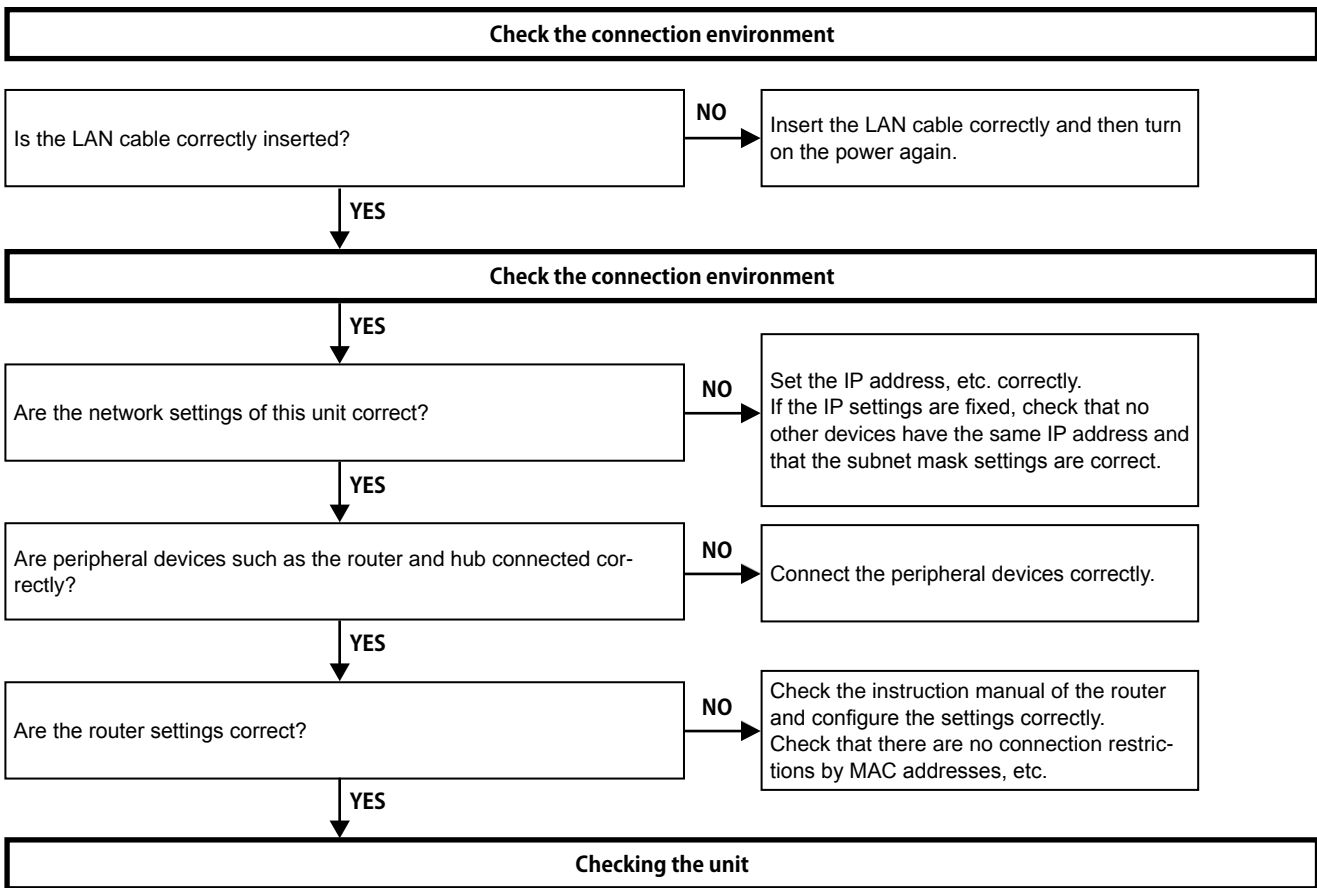 Check the connection environment
Is the LAN cable correctly inserted?
NO
Insert the LAN cable correctly and then turn
on the power again.
YES
Check the connection environment
YES
Are the network settings of this unit correct?
NO
Set the IP address, etc. correctly.
If the IP settings are fixed, check that no
other devices have the same IP address and
that the subnet mask settings are correct.
YES
Are peripheral devices such as the router and hub connected cor-
rectly?
NO
Connect the peripheral devices correctly.
YES
Are the router settings correct?
NO
Check the instruction manual of the router
and configure the settings correctly.
Check that there are no connection restric-
tions by MAC addresses, etc.
YES
Checking the unit